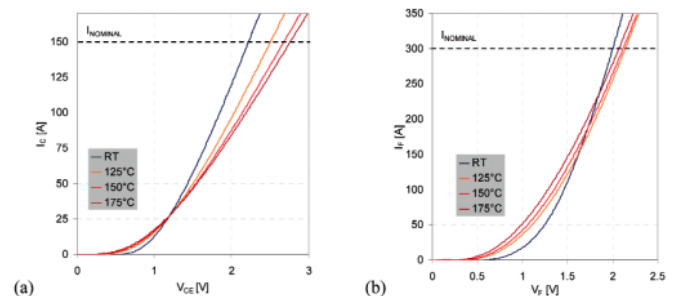 I_NOMINAL
150
125
100
75
50
25
0
I_C [A]
RT
125°C
150°C
175°C
0
1
2
3
V_CE [V]
(a)
I_NOMINAL
350
300
250
200
150
100
50
0
I_F [A]
RT
125°C
150°C
175°C
0
0.5
1
1.5
2
2.5
V_F [V]
(b)